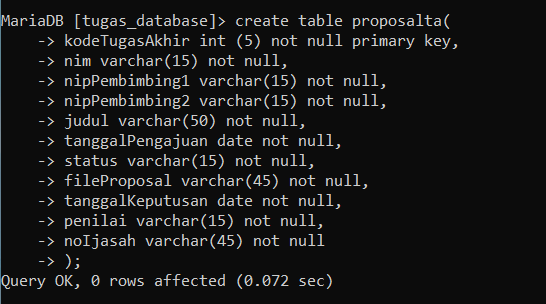 MariaDB [tugas_database]> create table proposalta(
    -> kodeTugasAkhir int (5) not null primary key,
    -> nim varchar(15) not null,
    -> nipPembimbing1 varchar(15) not null,
    -> nipPembimbing2 varchar(15) not null,
    -> judul varchar(50) not null,
    -> tanggalPengajuan date not null,
    -> status varchar(15) not null,
    -> fileProposal varchar(45) not null,
    -> tanggalKeputusan date not null,
    -> penilai varchar(15) not null,
    -> noIjasah varchar(45) not null
    -> );
Query OK, 0 rows affected (0.072 sec)